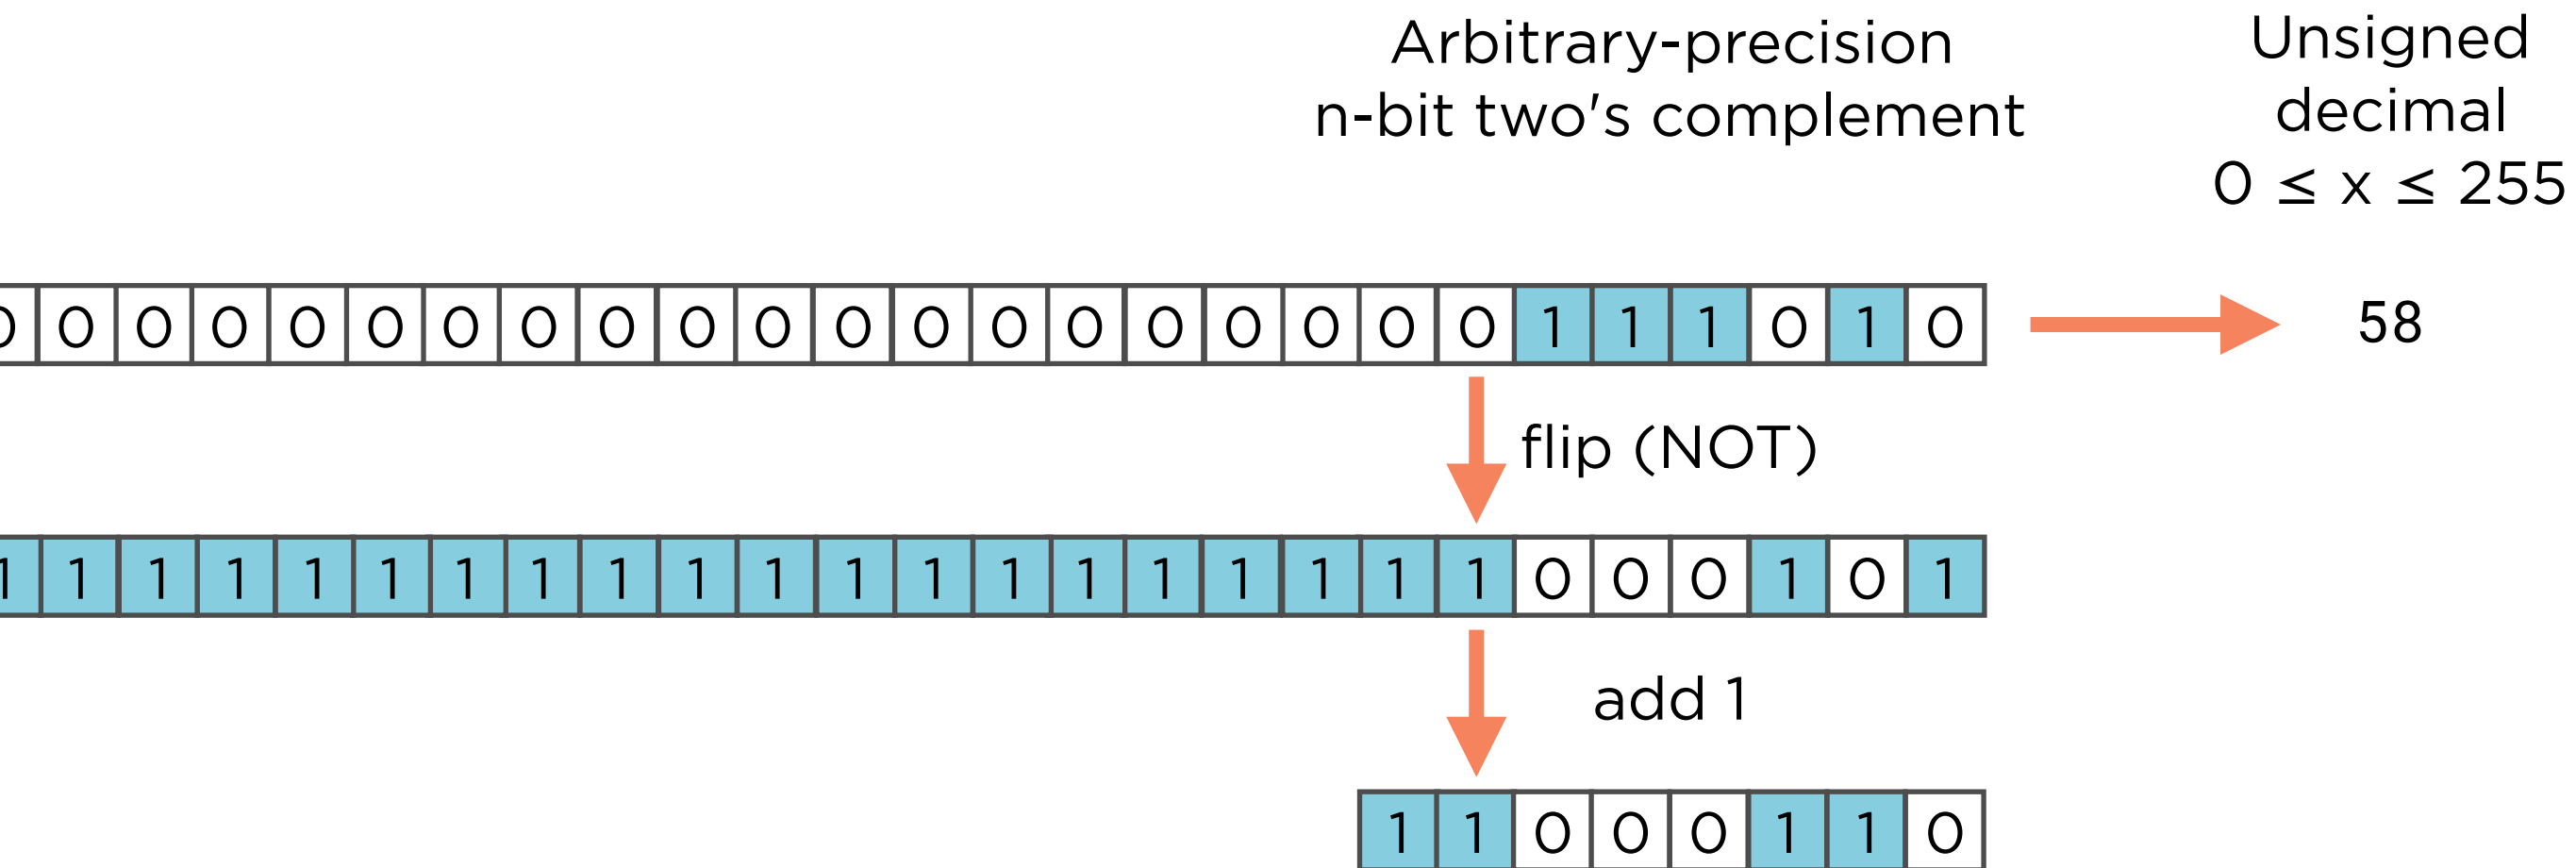 Arbitrary-precision
n-bit two's complement
Unsigned
decimal
0 ≤ x ≤ 255
0 0 0 0 0 0 0 0 0 0 0 0 0 0 0 0 0 0 0 0 1 1 1 0 1 0
58
flip (NOT)
1 1 1 1 1 1 1 1 1 1 1 1 1 1 1 1 1 1 1 1 0 0 0 1 0 1
add 1
1 1 0 0 0 1 1 0